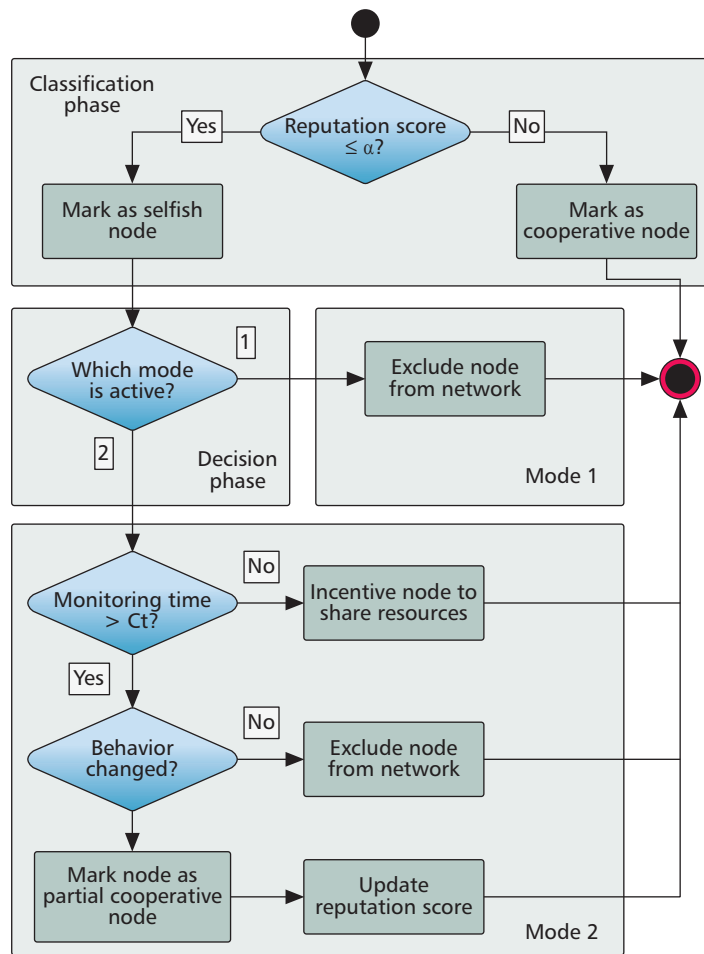 Classification
phase
Reputation score
≤ α?
Yes
No
Mark as selfish
node
Mark as
cooperative node
Which mode
is active?
1
2
Decision
phase
Exclude node
from network
Mode 1
Monitoring time
> Ct?
No
Incentive node to
share resources
Yes
Behavior
changed?
No
Exclude node
from network
Mark node as
partial cooperative
node
Update
reputation score
Mode 2